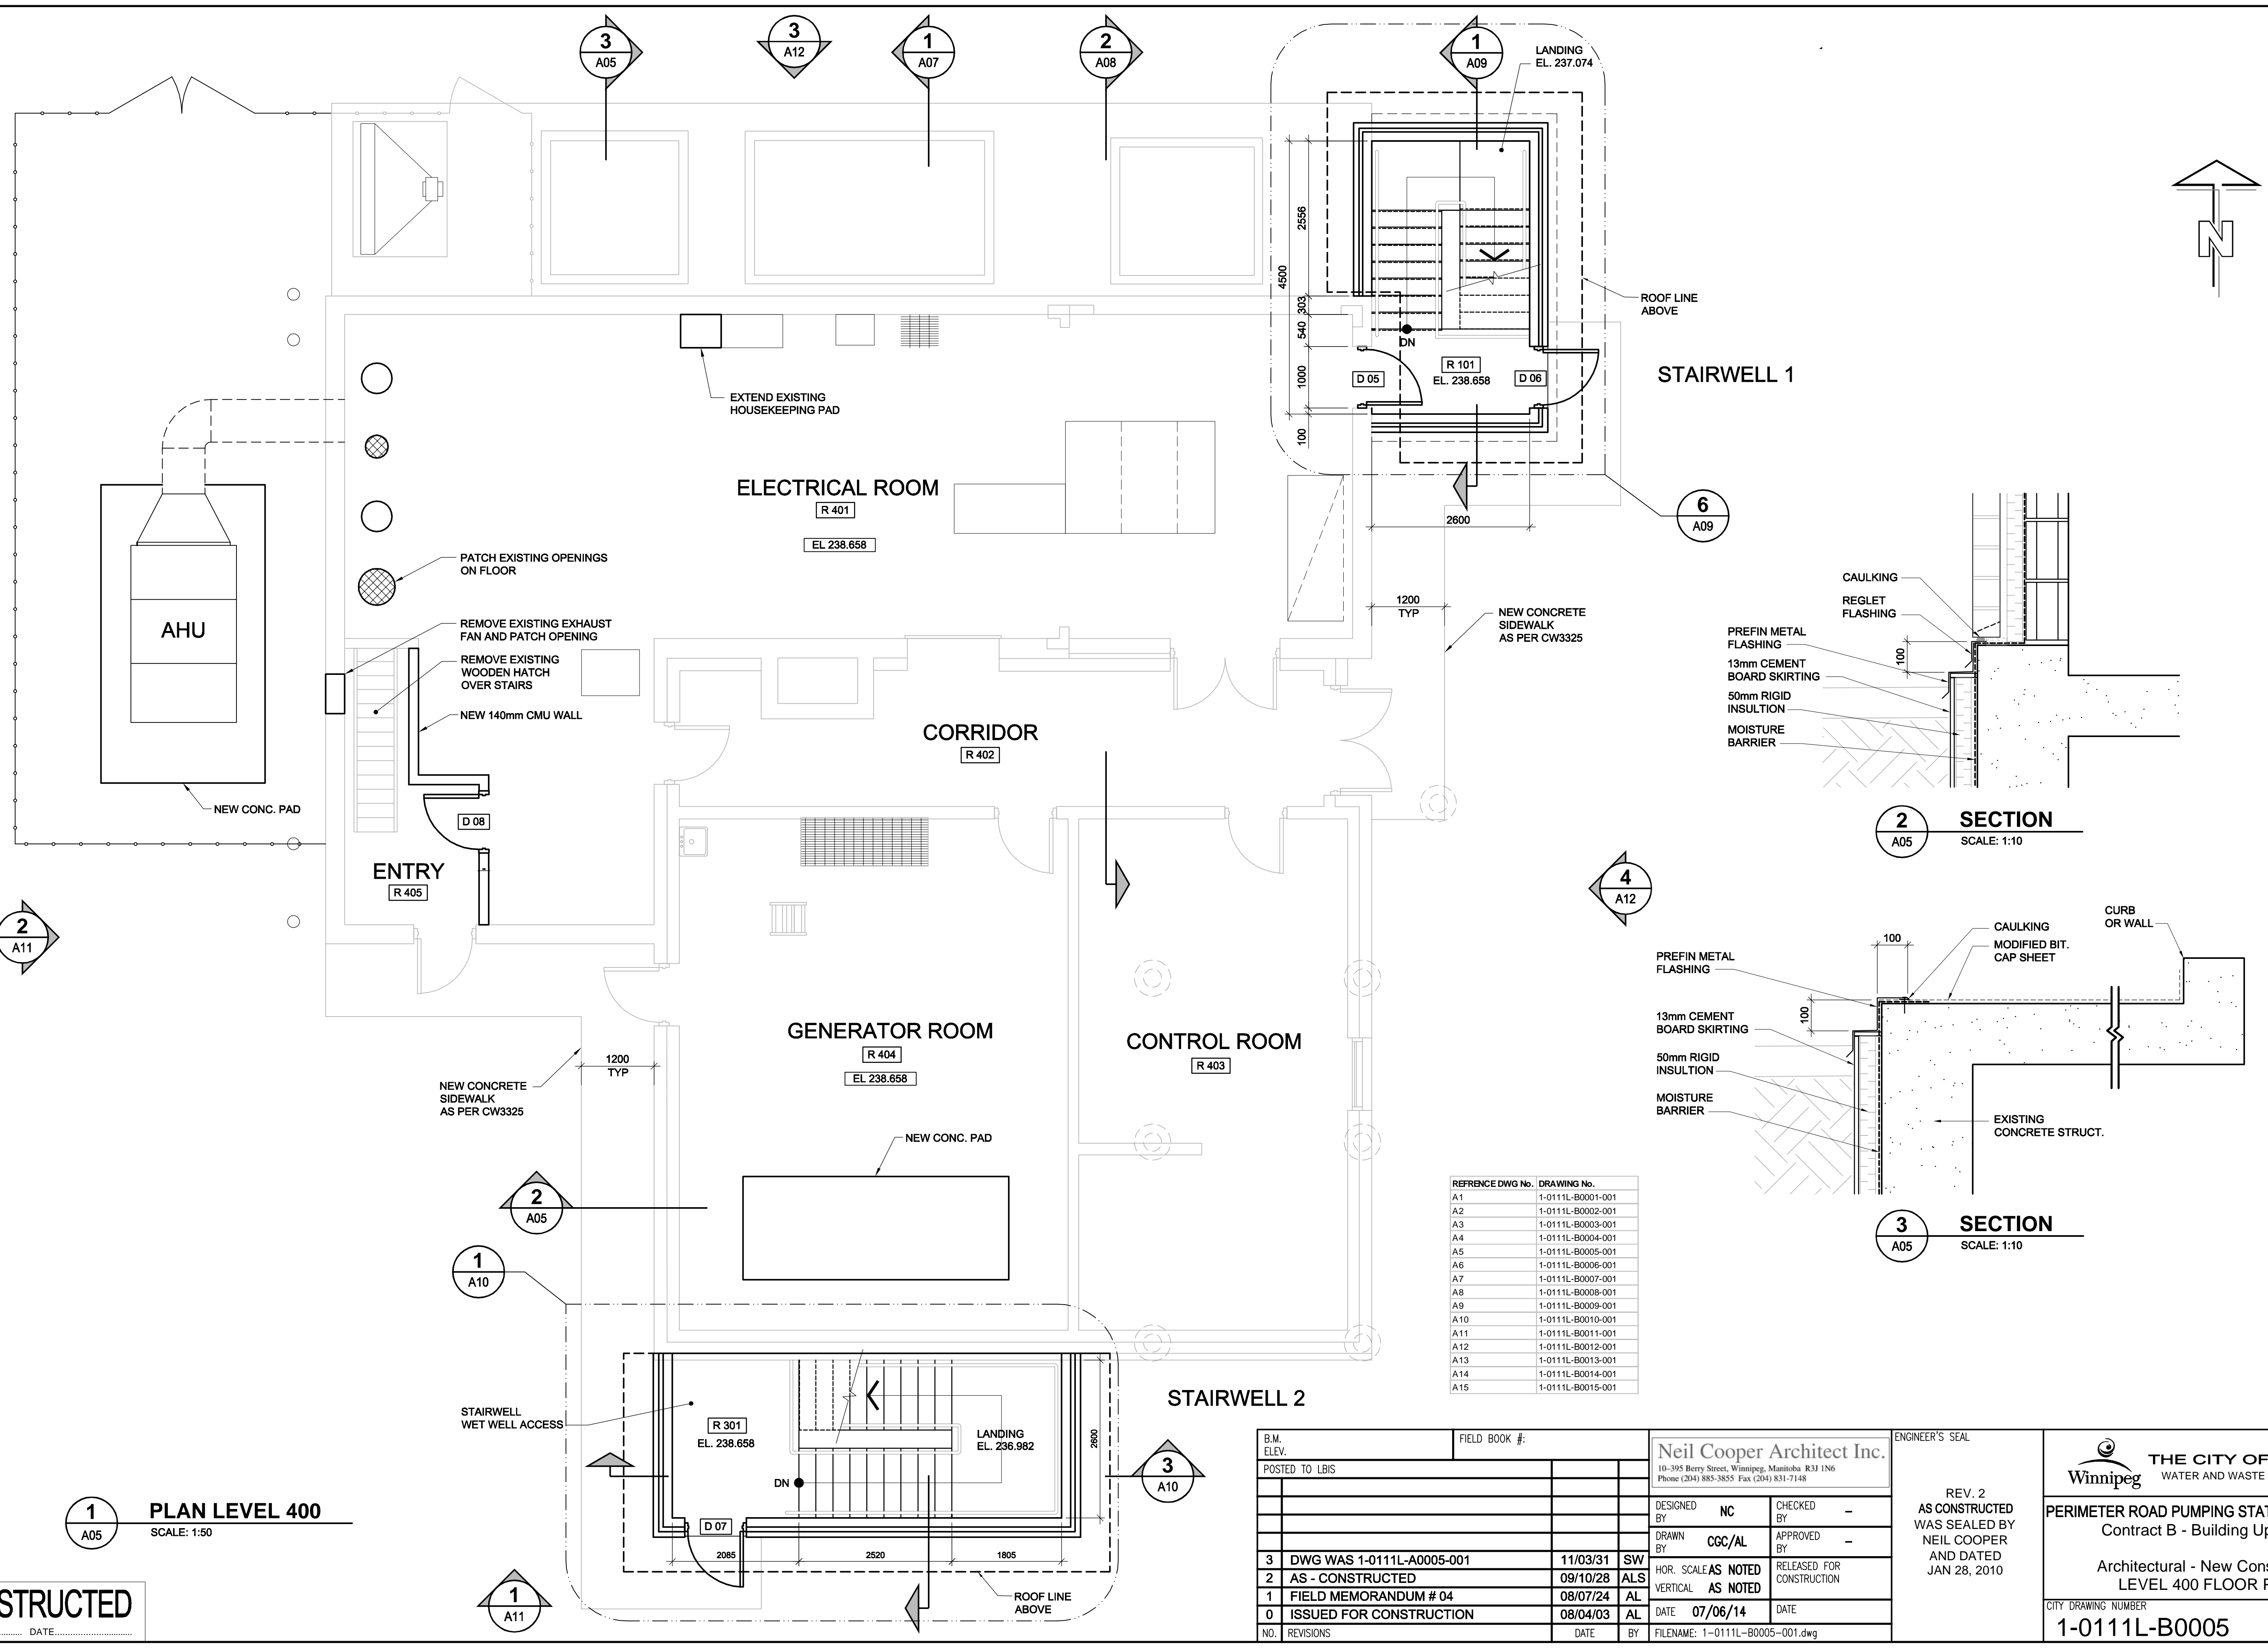 3
A05
3
A12
1
A07
2
A08
1
A09
LANDING
EL. 237.074
N
2556
4500
303
540
1000
100
DN
R 101
EL. 238.658
D 05
D 06
ROOF LINE
ABOVE
STAIRWELL 1
2600
6
A09
1200
TYP
NEW CONCRETE
SIDEWALK
AS PER CW3325
EXTEND EXISTING
HOUSEKEEPING PAD
ELECTRICAL ROOM
R 401
EL 238.658
PATCH EXISTING OPENINGS
ON FLOOR
REMOVE EXISTING EXHAUST
FAN AND PATCH OPENING
REMOVE EXISTING
WOODEN HATCH
OVER STAIRS
NEW 140mm CMU WALL
AHU
NEW CONC. PAD
D 08
ENTRY
R 405
CORRIDOR
R 402
2
A11
4
A12
GENERATOR ROOM
R 404
EL 238.658
CONTROL ROOM
R 403
1200
TYP
NEW CONCRETE
SIDEWALK
AS PER CW3325
NEW CONC. PAD
2
A05
1
A10
STAIRWELL
WET WELL ACCESS
R 301
EL. 238.658
DN
LANDING
EL. 236.982
2600
D 07
2085
2520
1805
STAIRWELL 2
3
A10
ROOF LINE
ABOVE
1
A11
1
A05
PLAN LEVEL 400
SCALE: 1:50
STRUCTED
DATE
CAULKING
REGLET
FLASHING
PREFIN METAL
FLASHING
13mm CEMENT
BOARD SKIRTING
50mm RIGID
INSULTION
MOISTURE
BARRIER
100
2
A05
SECTION
SCALE: 1:10
CURB
OR WALL
CAULKING
MODIFIED BIT.
CAP SHEET
100
PREFIN METAL
FLASHING
100
13mm CEMENT
BOARD SKIRTING
50mm RIGID
INSULTION
MOISTURE
BARRIER
EXISTING
CONCRETE STRUCT.
3
A05
SECTION
SCALE: 1:10
REFRENCE DWG No. DRAWING No.
A1 1-0111L-B0001-001
A2 1-0111L-B0002-001
A3 1-0111L-B0003-001
A4 1-0111L-B0004-001
A5 1-0111L-B0005-001
A6 1-0111L-B0006-001
A7 1-0111L-B0007-001
A8 1-0111L-B0008-001
A9 1-0111L-B0009-001
A10 1-0111L-B0010-001
A11 1-0111L-B0011-001
A12 1-0111L-B0012-001
A13 1-0111L-B0013-001
A14 1-0111L-B0014-001
A15 1-0111L-B0015-001
B.M.
ELEV.
FIELD BOOK #:
POSTED TO LBIS
3 DWG WAS 1-0111L-A0005-001 11/03/31 SW
2 AS - CONSTRUCTED 09/10/28 ALS
1 FIELD MEMORANDUM # 04 08/07/24 AL
0 ISSUED FOR CONSTRUCTION 08/04/03 AL
NO. REVISIONS DATE BY
Neil Cooper Architect Inc.
10-395 Berry Street, Winnipeg, Manitoba R3J 1N6
Phone (204) 885-3855 Fax (204) 831-7148
DESIGNED BY NC
CHECKED BY -
DRAWN BY CGC/AL
APPROVED BY -
HOR. SCALE AS NOTED
VERTICAL AS NOTED
RELEASED FOR
CONSTRUCTION
DATE 07/06/14
DATE
FILENAME: 1-0111L-B0005-001.dwg
ENGINEER'S SEAL
REV. 2
AS CONSTRUCTED
WAS SEALED BY
NEIL COOPER
AND DATED
JAN 28, 2010
Winnipeg
THE CITY OF
WATER AND WASTE
PERIMETER ROAD PUMPING STAT
Contract B - Building Up
Architectural - New Cons
LEVEL 400 FLOOR P
CITY DRAWING NUMBER
1-0111L-B0005